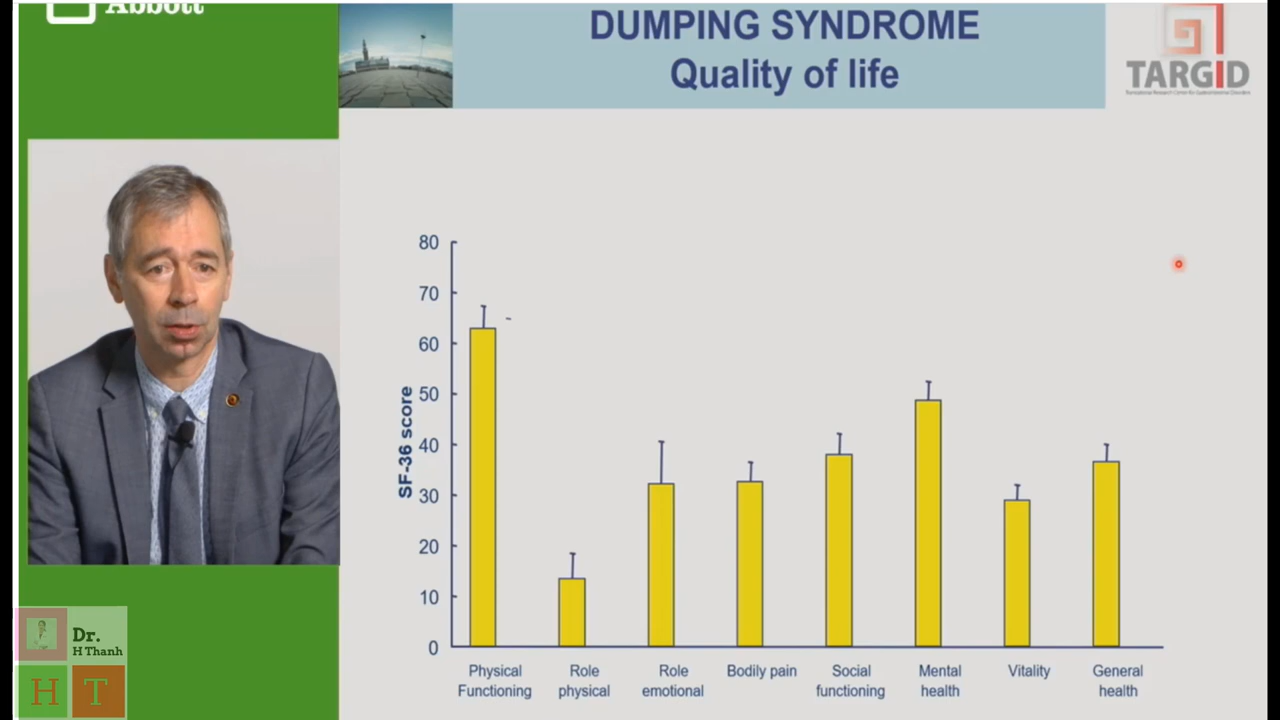 Abbott
DUMPING SYNDROME
Quality of life
TARGID
80
70
60
50
40
30
20
10
0
SF-36 score
Physical
Functioning
Role
physical
Role
emotional
Bodily pain
Social
functioning
Mental
health
Vitality
General
health
Dr.
H Thanh
H T